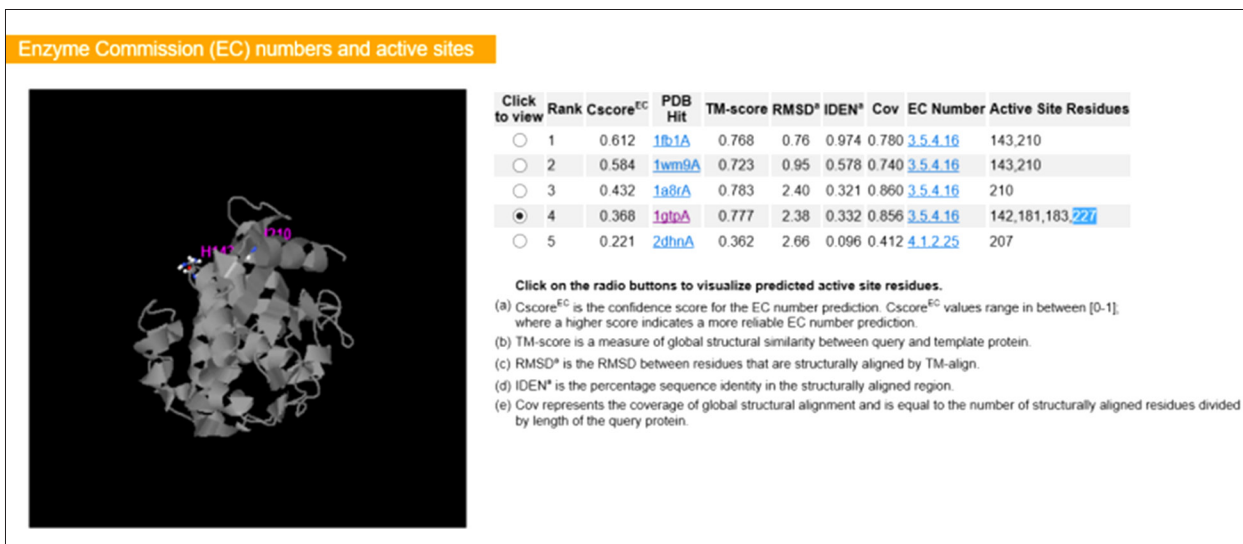 Enzyme Commission (EC) numbers and active sites
Click to view Rank Cscore^EC PDB Hit TM-score RMSD^a IDEN^a Cov EC Number Active Site Residues
1 0.612 1fb1A 0.768 0.76 0.974 0.780 3.5.4.16 143,210
2 0.584 1wm9A 0.723 0.95 0.578 0.740 3.5.4.16 143,210
3 0.432 1a8rA 0.783 2.40 0.321 0.860 3.5.4.16 210
4 0.368 1gtpA 0.777 2.38 0.332 0.856 3.5.4.16 142,181,183,227
5 0.221 2dhnA 0.362 2.66 0.096 0.412 4.1.2.25 207
Click on the radio buttons to visualize predicted active site residues.
(a) Cscore^EC is the confidence score for the EC number prediction. Cscore^EC values range in between [0-1];
where a higher score indicates a more reliable EC number prediction.
(b) TM-score is a measure of global structural similarity between query and template protein.
(c) RMSD^a is the RMSD between residues that are structurally aligned by TM-align.
(d) IDEN^a is the percentage sequence identity in the structurally aligned region.
(e) Cov represents the coverage of global structural alignment and is equal to the number of structurally aligned residues divided
by length of the query protein.